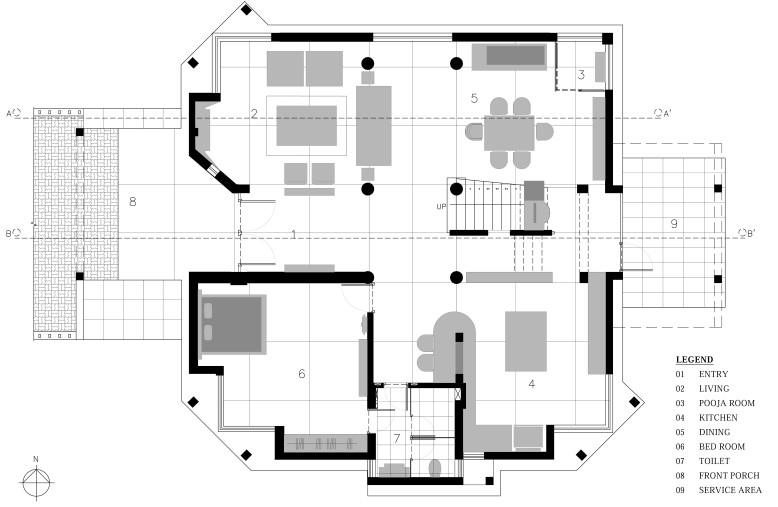 3
2
5
A A'
8
UP
9
B 1 B'
6
4
7
LEGEND
01 ENTRY
02 LIVING
03 POOJA ROOM
04 KITCHEN
05 DINING
06 BED ROOM
07 TOILET
08 FRONT PORCH
09 SERVICE AREA
N